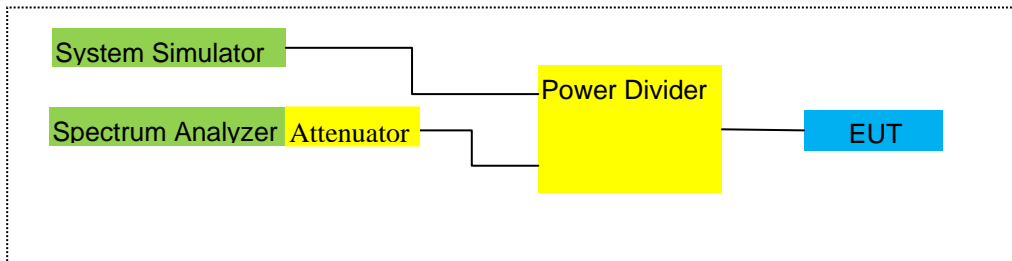 System Simulator
Power Divider
Spectrum Analyzer Attenuator
EUT